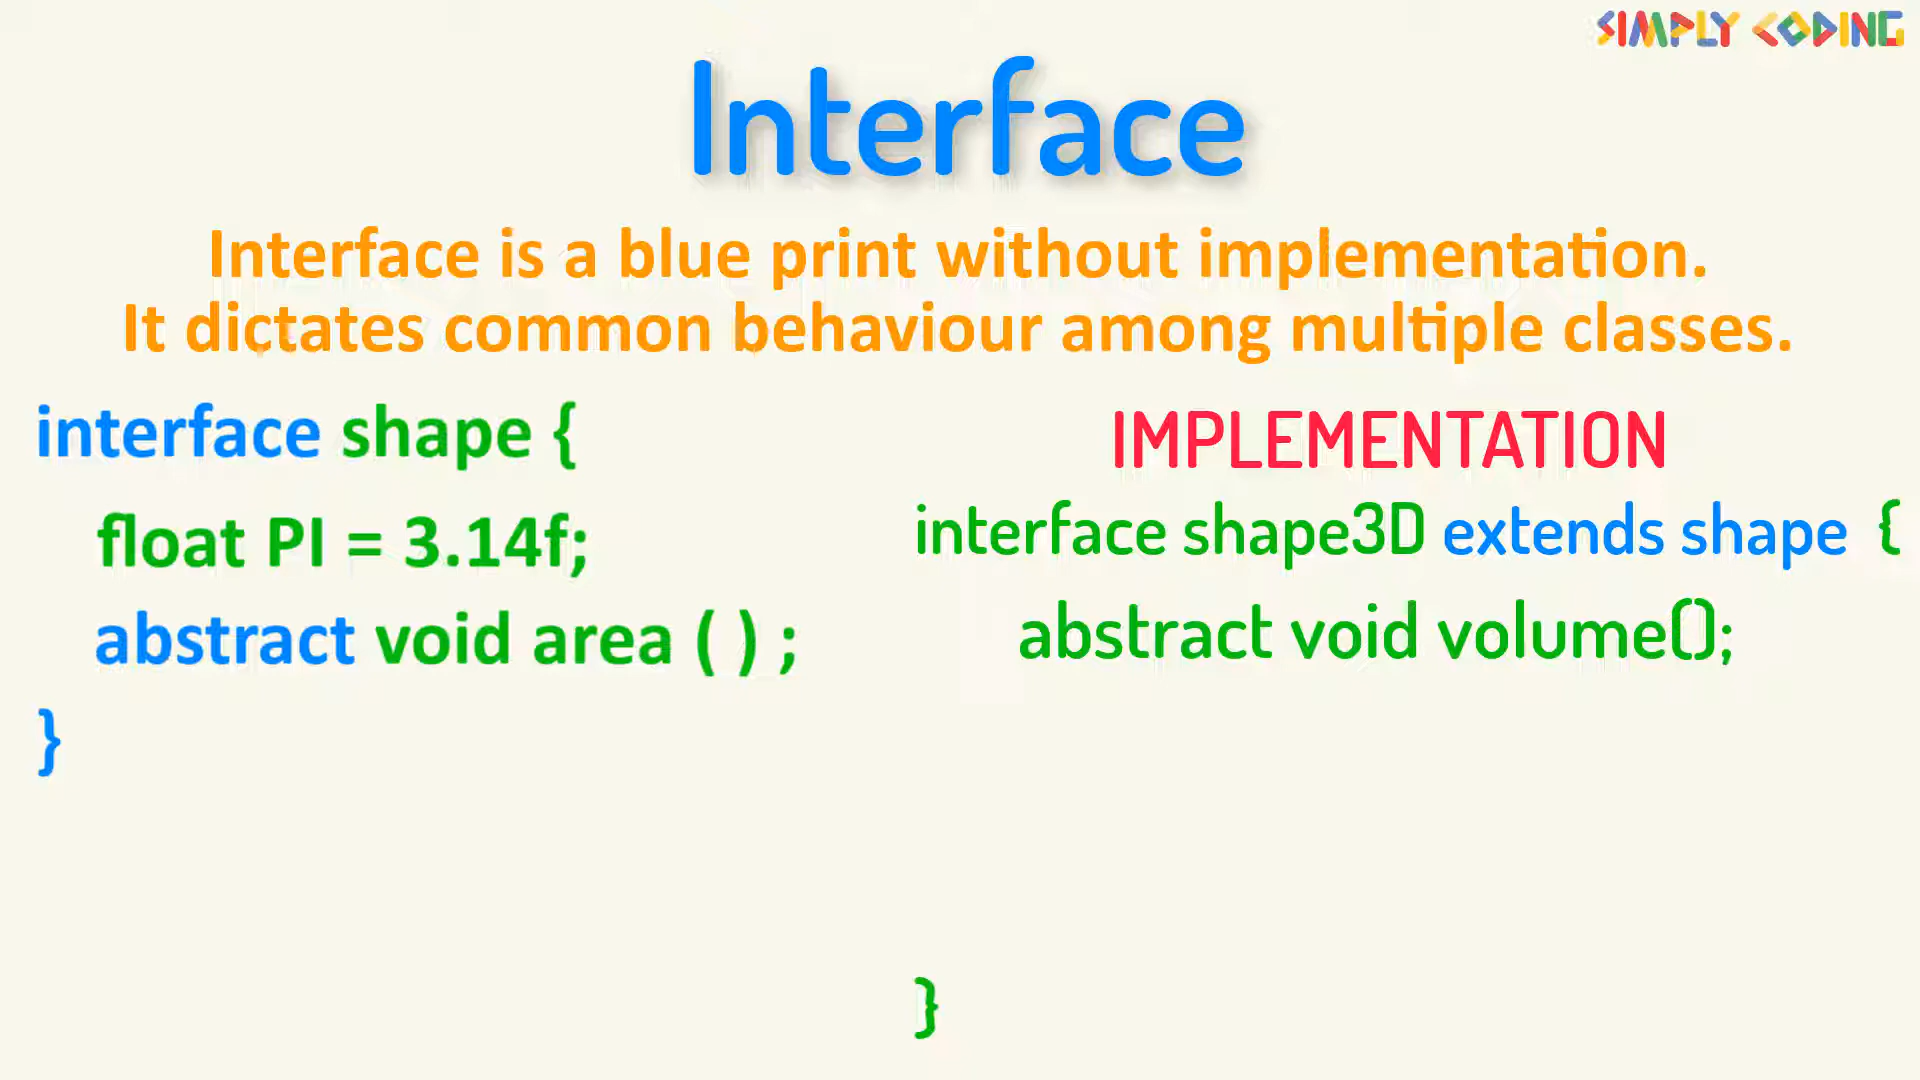 SIMPLY CODING
Interface
Interface is a blue print without implementation.
It dictates common behaviour among multiple classes.
interface shape {
float PI = 3.14f;
abstract void area ( ) ;
}
IMPLEMENTATION
interface shape3D extends shape {
abstract void volume();
}